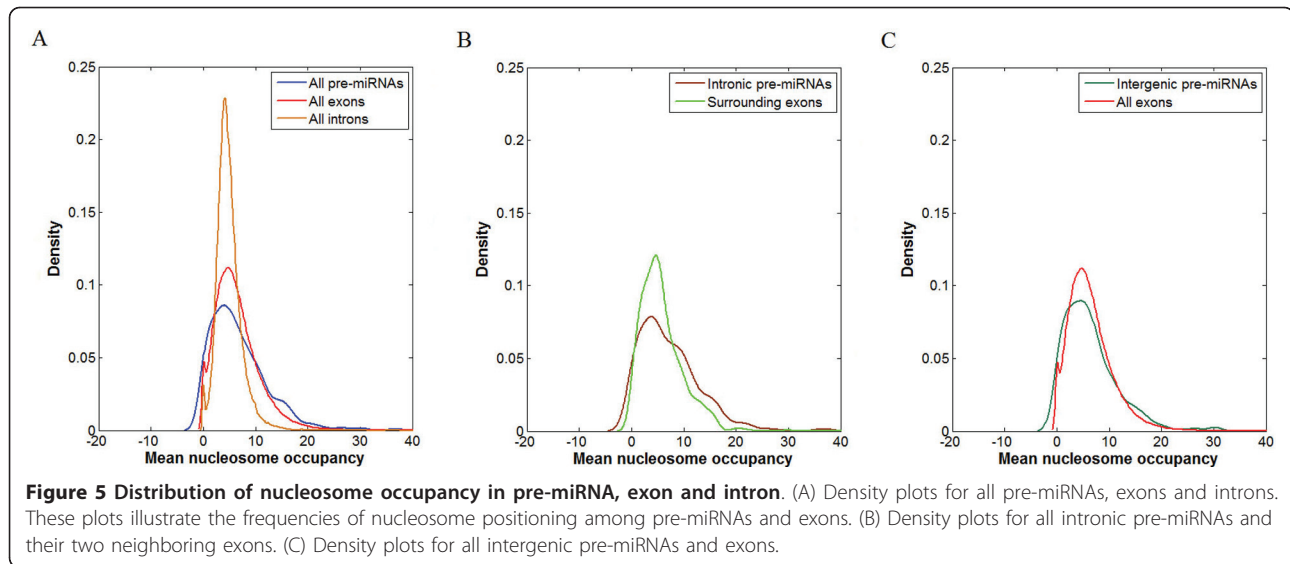 A
B
C
0.25
0.2
0.15
0.1
0.05
0
Density
-20
-10
0
10
20
30
40
Mean nucleosome occupancy
All pre-miRNAs
All exons
All introns
0.25
0.2
0.15
0.1
0.05
0
Density
-20
-10
0
10
20
30
40
Mean nucleosome occupancy
Intronic pre-miRNAs
Surrounding exons
0.25
0.2
0.15
0.1
0.05
0
Density
-20
-10
0
10
20
30
40
Mean nucleosome occupancy
Intergenic pre-miRNAs
All exons
Figure 5 Distribution of nucleosome occupancy in pre-miRNA, exon and intron. (A) Density plots for all pre-miRNAs, exons and introns.
These plots illustrate the frequencies of nucleosome positioning among pre-miRNAs and exons. (B) Density plots for all intronic pre-miRNAs and
their two neighboring exons. (C) Density plots for all intergenic pre-miRNAs and exons.